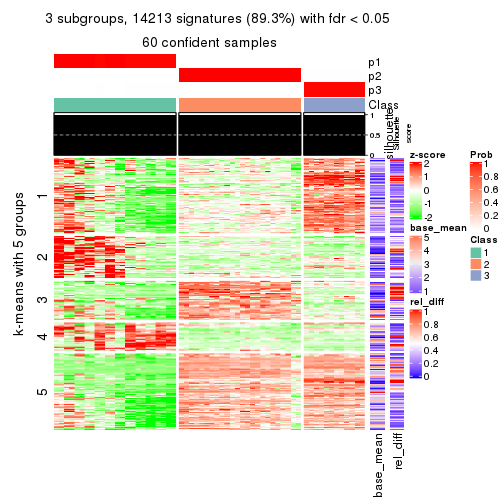 3 subgroups, 14213 signatures (89.3%) with fdr < 0.05
60 confident samples
p1
p2
p3
Class
1
0.5
0
silhouette
Silhouette
score
k-means with 5 groups
1
2
3
4
5
base_mean
rel_diff
z-score
2
1
0
-1
-2
base_mean
5
4
3
2
1
rel_diff
1
0.8
0.6
0.4
0.2
0
Prob
1
0.8
0.6
0.4
0.2
0
Class
1
2
3